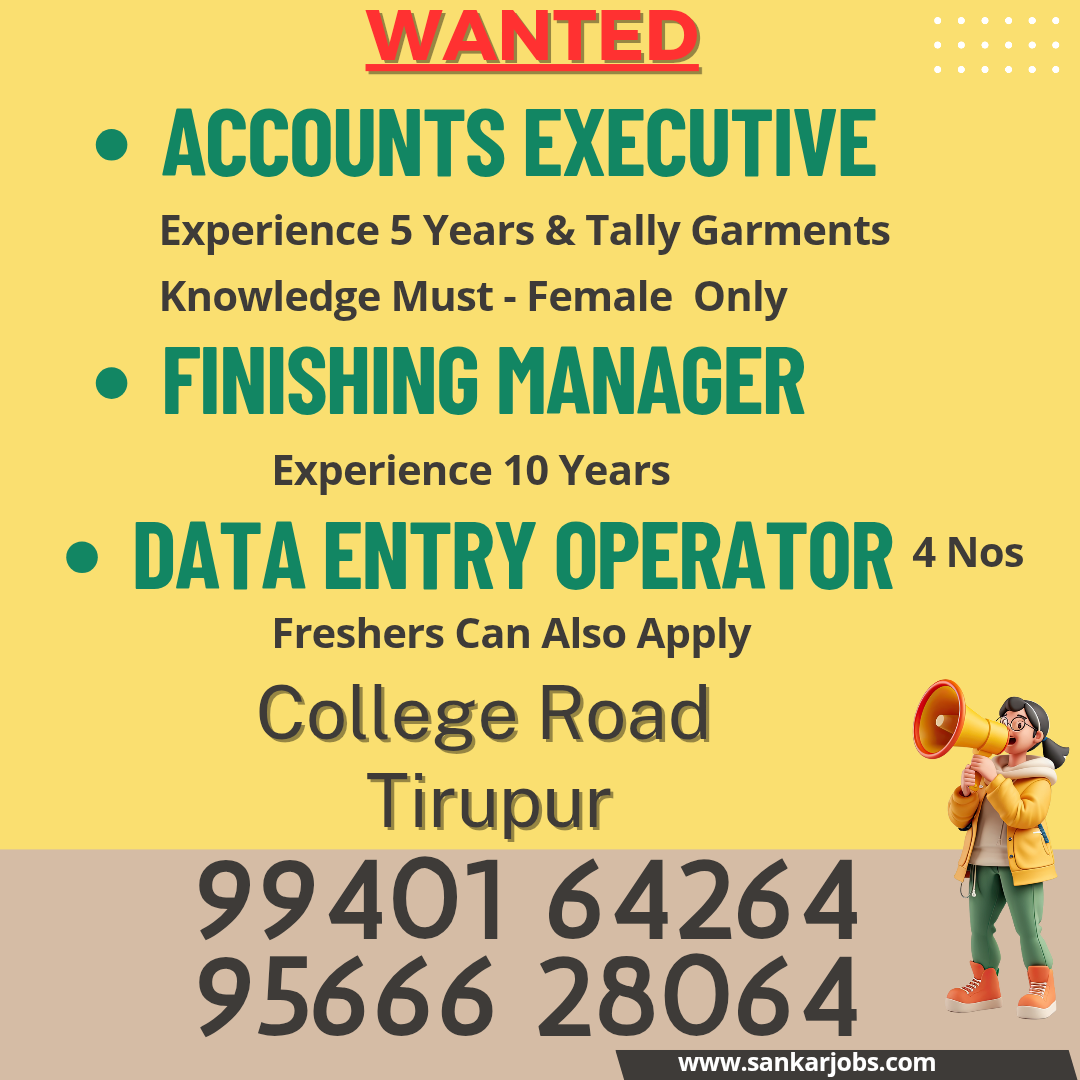 WANTED
ACCOUNTS EXECUTIVE
Experience 5 Years & Tally Garments
Knowledge Must - Female Only
FINISHING MANAGER
Experience 10 Years
DATA ENTRY OPERATOR 4 Nos
Freshers Can Also Apply
College Road
Tirupur
99401 64264
95666 28064
www.sankarjobs.com